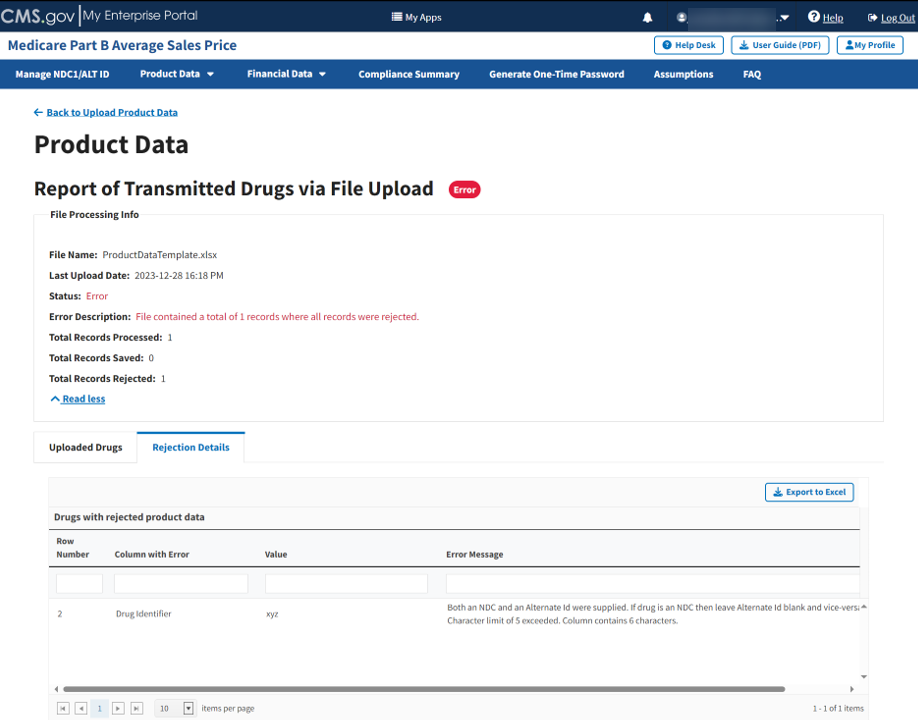 CMS.gov My Enterprise Portal My Apps Help Log Out
Medicare Part B Average Sales Price Help Desk User Guide (PDF) My Profile
Manage NDC1/ALT ID Product Data Financial Data Compliance Summary Generate One-Time Password Assumptions FAQ
Back to Upload Product Data
Product Data
Report of Transmitted Drugs via File Upload Error
File Processing Info
File Name: ProductDataTemplate.xlsx
Last Upload Date: 2023-12-28 16:18 PM
Status: Error
Error Description: File contained a total of 1 records where all records were rejected.
Total Records Processed: 1
Total Records Saved: 0
Total Records Rejected: 1
Read less
Uploaded Drugs Rejection Details
Export to Excel
Drugs with rejected product data
Row
Number Column with Error Value Error Message
2 Drug Identifier xyz Both an NDC and an Alternate Id were supplied. If drug is an NDC then leave Alternate Id blank and vice-versa
Character limit of 5 exceeded. Column contains 6 characters.
1 10 items per page 1 - 1 of 1 items